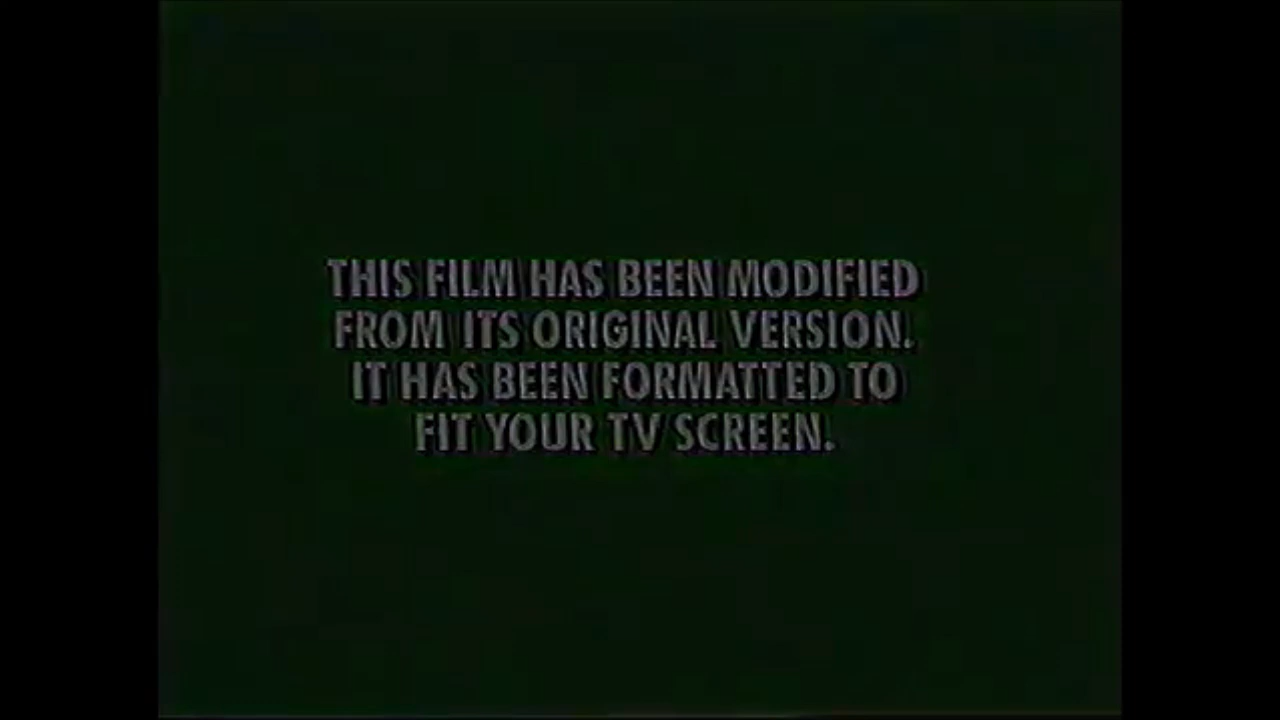 THIS FILM HAS BEEN MODIFIED
FROM ITS ORIGINAL VERSION.
IT HAS BEEN FORMATTED TO
FIT YOUR TV SCREEN.